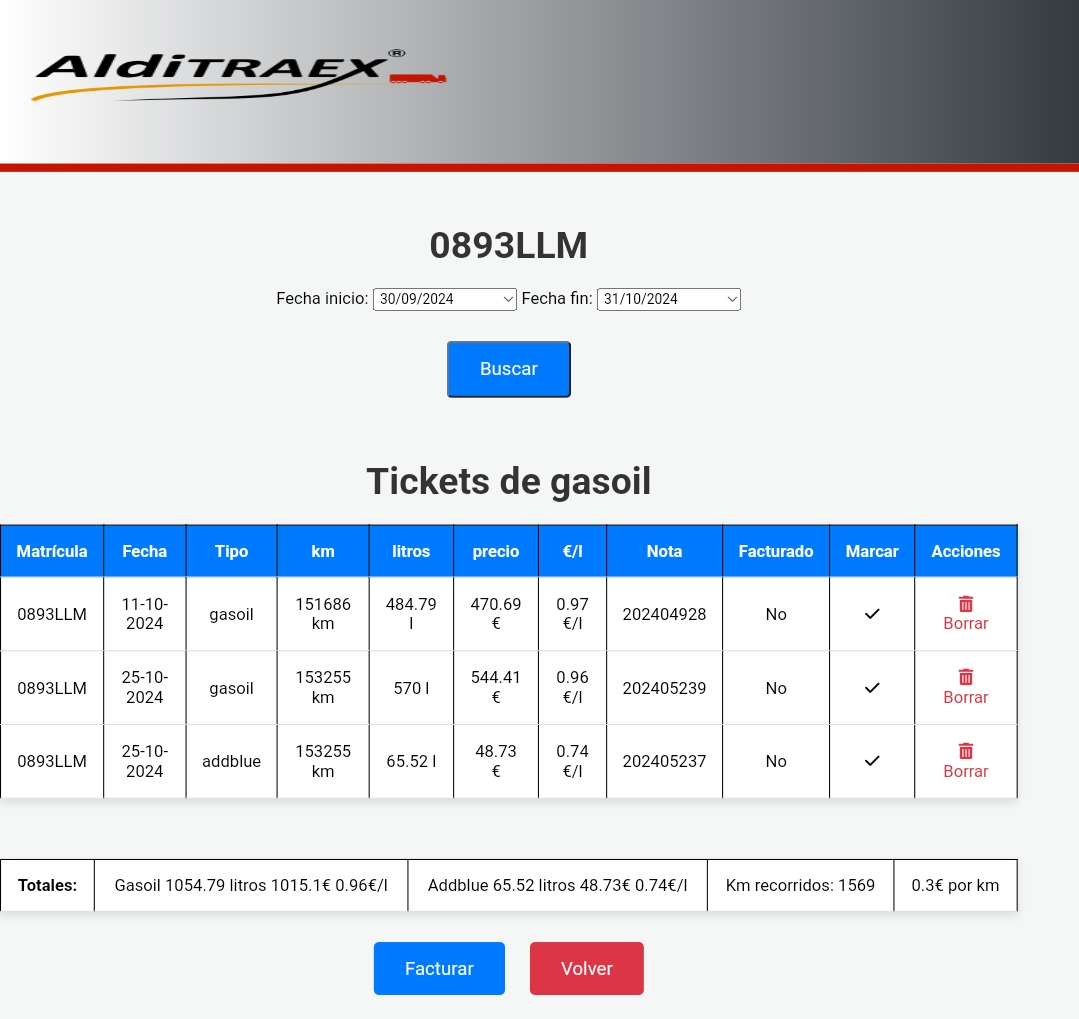 AldiTRAEX®
0893LLM
Fecha inicio: 30/09/2024 Fecha fin: 31/10/2024
Buscar
Tickets de gasoil
Matrícula Fecha Tipo km litros precio €/l Nota Facturado Marcar Acciones
0893LLM 11-10-2024 gasoil 151686 km 484.79 l 470.69 € 0.97 €/l 202404928 No Borrar
0893LLM 25-10-2024 gasoil 153255 km 570 l 544.41 € 0.96 €/l 202405239 No Borrar
0893LLM 25-10-2024 addblue 153255 km 65.52 l 48.73 € 0.74 €/l 202405237 No Borrar
Totales: Gasoil 1054.79 litros 1015.1€ 0.96€/l Addblue 65.52 litros 48.73€ 0.74€/l Km recorridos: 1569 0.3€ por km
Facturar Volver